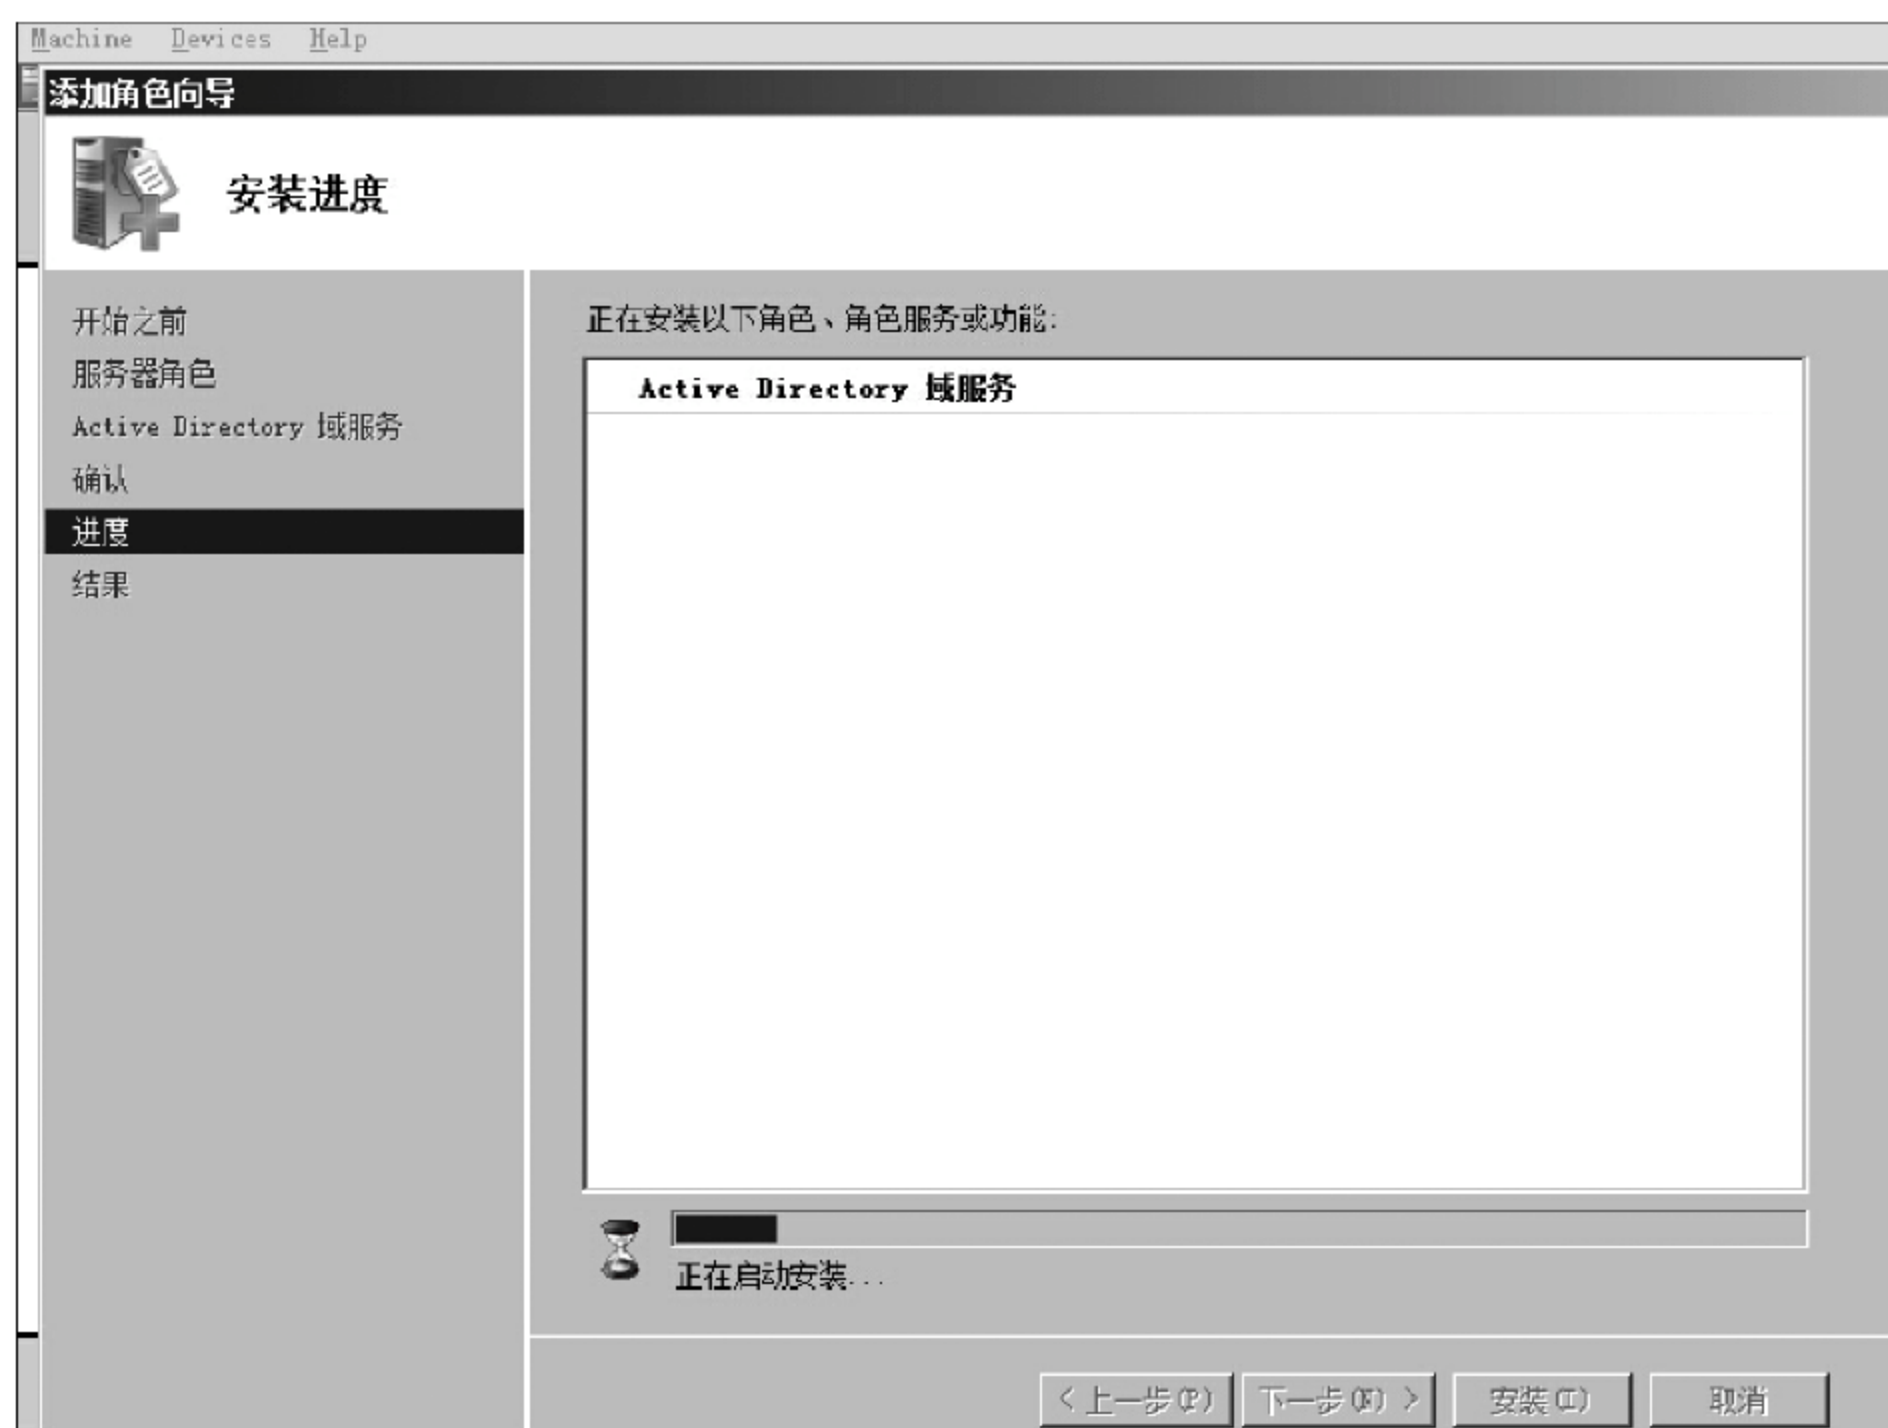 Machine Devices Help
添加角色向导
安装进度
开始之前
服务器角色
Active Directory 域服务
确认
进度
结果
正在安装以下角色、角色服务或功能:
Active Directory 域服务
正在启动安装...
< 上一步(P)
下一步(N) >
安装(I)
取消